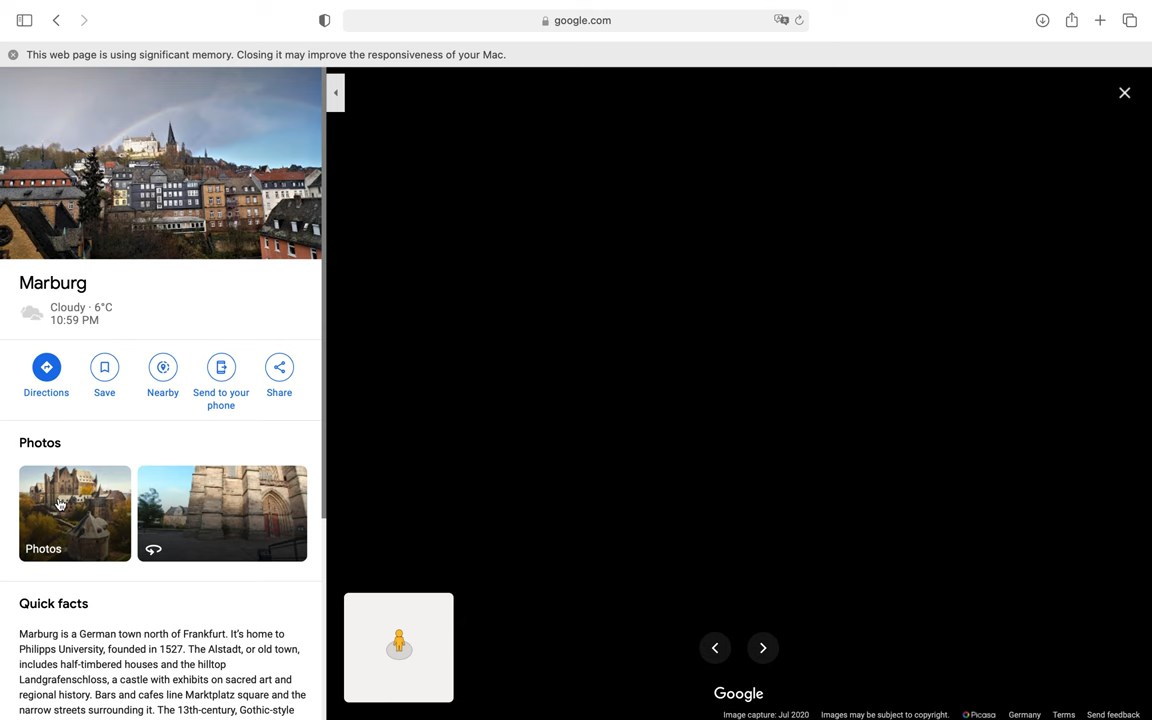 google.com
This web page is using significant memory. Closing it may improve the responsiveness of your Mac.
Marburg
Cloudy · 6°C
10:59 PM
Directions
Save
Nearby
Send to your
phone
Share
Photos
Photos
Quick facts
Marburg is a German town north of Frankfurt. It's home to
Philipps University, founded in 1527. The Alstadt, or old town,
includes half-timbered houses and the hilltop
Landgrafenschloss, a castle with exhibits on sacred art and
regional history. Bars and cafes line Marktplatz square and the
narrow streets surrounding it. The 13th-century, Gothic-style
Google
Image capture: Jul 2020 Images may be subject to copyright. Picasa Germany Terms Send feedback